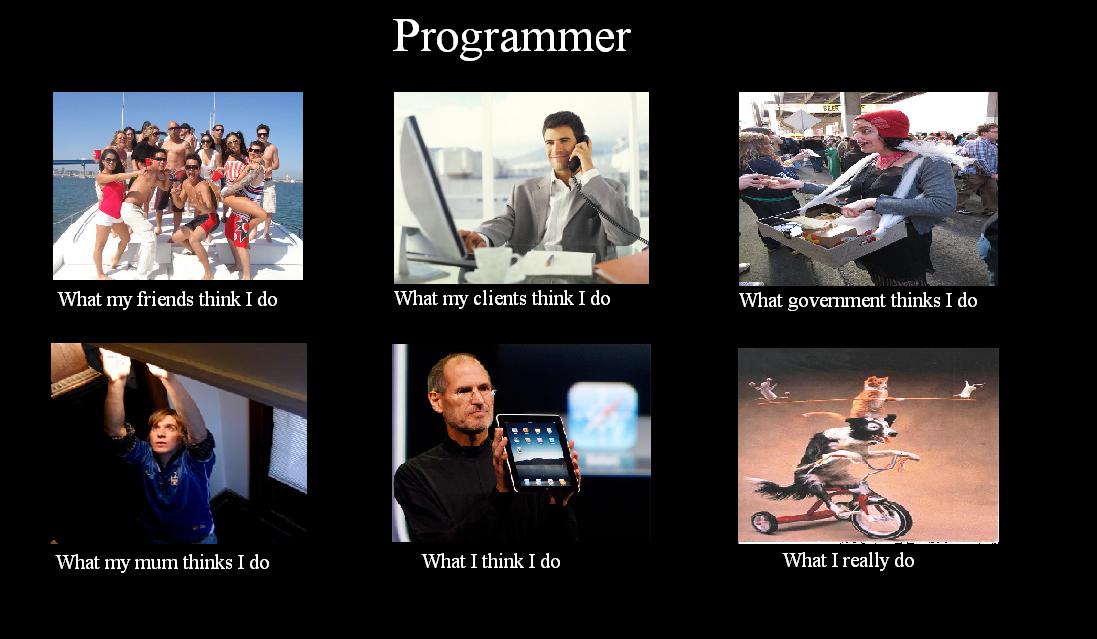 Programmer
What my friends think I do
What my clients think I do
What government thinks I do
What my mum thinks I do
What I think I do
What I really do